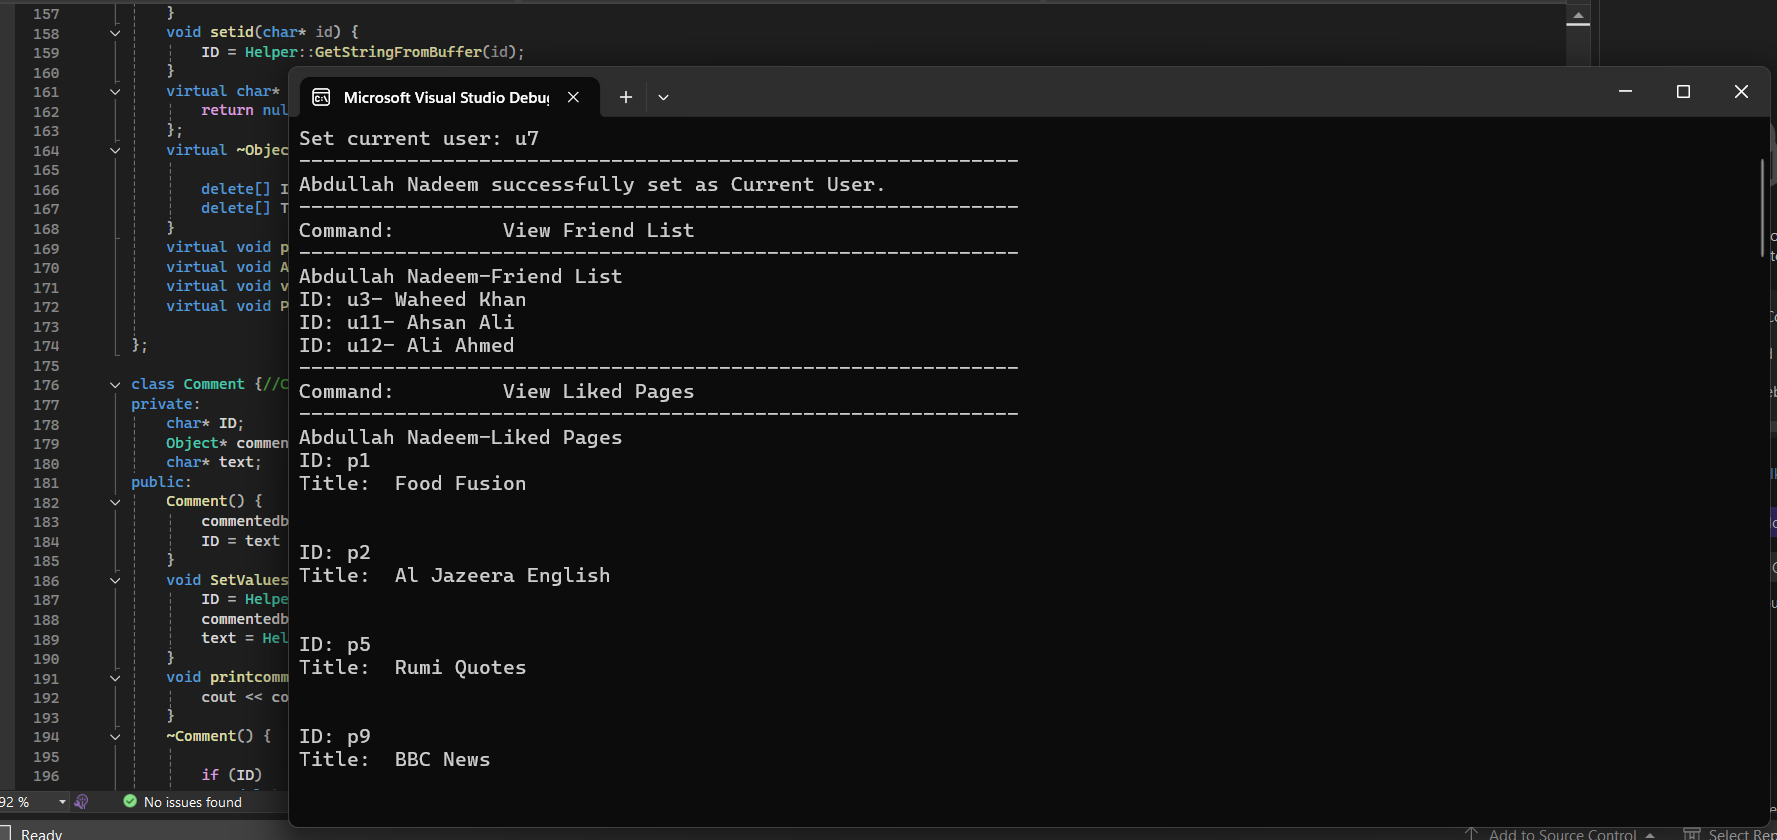 157 }
158 void setid(char* id) {
159 ID = Helper::GetStringFromBuffer(id);
160 }
161 virtual char*
162 return nul
163 };
164 virtual ~Objec
165
166 delete[] I
167 delete[] T
168 }
169 virtual void p
170 virtual void A
171 virtual void v
172 virtual void P
173
174 };
175
176 class Comment {//C
177 private:
178 char* ID;
179 Object* commen
180 char* text;
181 public:
182 Comment() {
183 commentedb
184 ID = text
185 }
186 void SetValues
187 ID = Helpe
188 commentedb
189 text = Hel
190 }
191 void printcomm
192 cout << co
193 }
194 ~Comment() {
195
196 if (ID)
92 %
No issues found
Ready
Microsoft Visual Studio Debug
Set current user: u7
------------------------------------------------------------
Abdullah Nadeem successfully set as Current User.
------------------------------------------------------------
Command: View Friend List
------------------------------------------------------------
Abdullah Nadeem-Friend List
ID: u3- Waheed Khan
ID: u11- Ahsan Ali
ID: u12- Ali Ahmed
------------------------------------------------------------
Command: View Liked Pages
------------------------------------------------------------
Abdullah Nadeem-Liked Pages
ID: p1
Title: Food Fusion
ID: p2
Title: Al Jazeera English
ID: p5
Title: Rumi Quotes
ID: p9
Title: BBC News
Add to Source Control
Select Rep